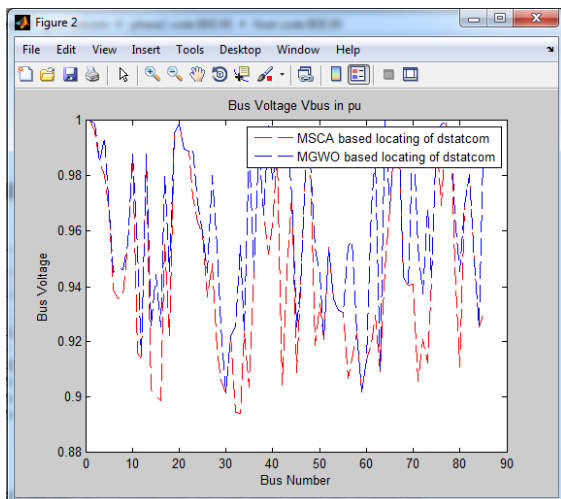 Figure 2
File Edit View Insert Tools Desktop Window Help
Bus Voltage Vbus in pu
MSCA based locating of dstatcom
MGWO based locating of dstatcom
Bus Voltage
1
0.98
0.96
0.94
0.92
0.9
0.88
0 10 20 30 40 50 60 70 80 90
Bus Number